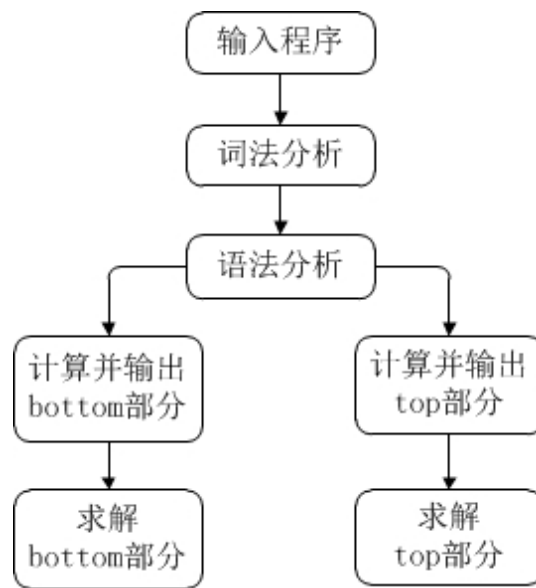 输入程序
词法分析
语法分析
计算并输出
bottom部分
计算并输出
top部分
求解
bottom部分
求解
top部分